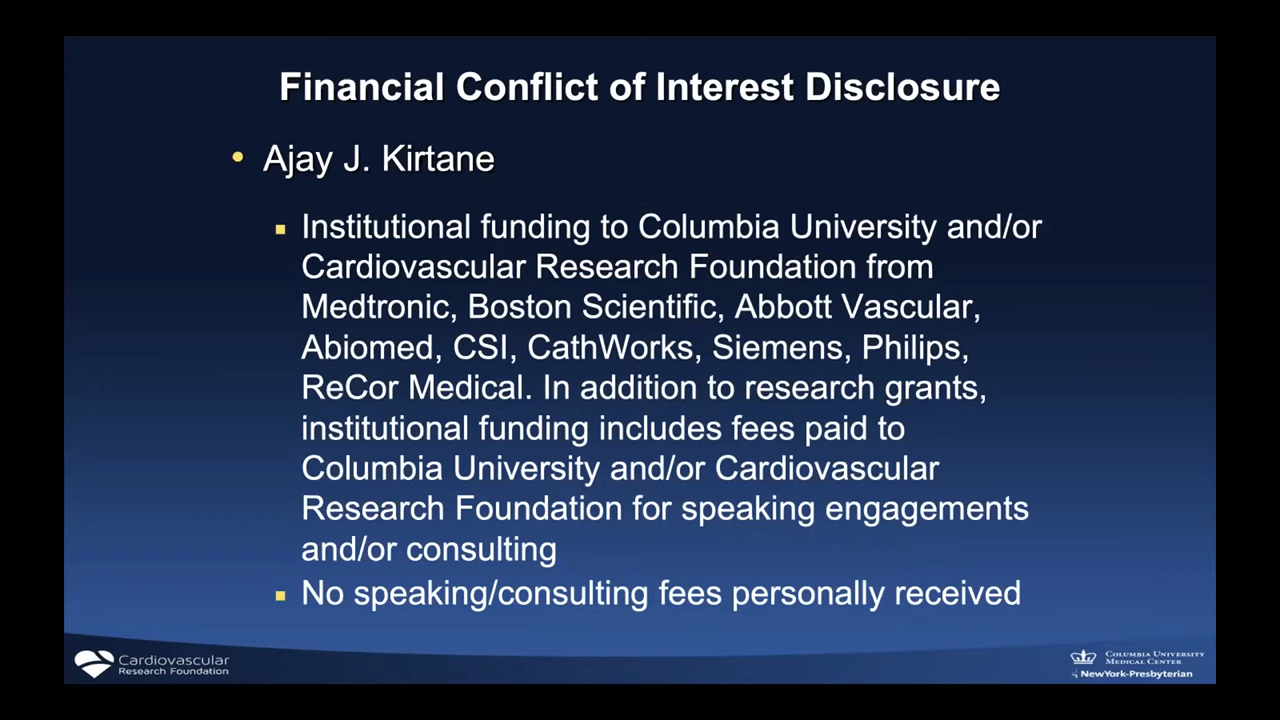 Financial Conflict of Interest Disclosure
• Ajay J. Kirtane
▪ Institutional funding to Columbia University and/or
Cardiovascular Research Foundation from
Medtronic, Boston Scientific, Abbott Vascular,
Abiomed, CSI, CathWorks, Siemens, Philips,
ReCor Medical. In addition to research grants,
institutional funding includes fees paid to
Columbia University and/or Cardiovascular
Research Foundation for speaking engagements
and/or consulting
▪ No speaking/consulting fees personally received
Cardiovascular
Research Foundation
COLUMBIA UNIVERSITY
MEDICAL CENTER
NewYork-Presbyterian